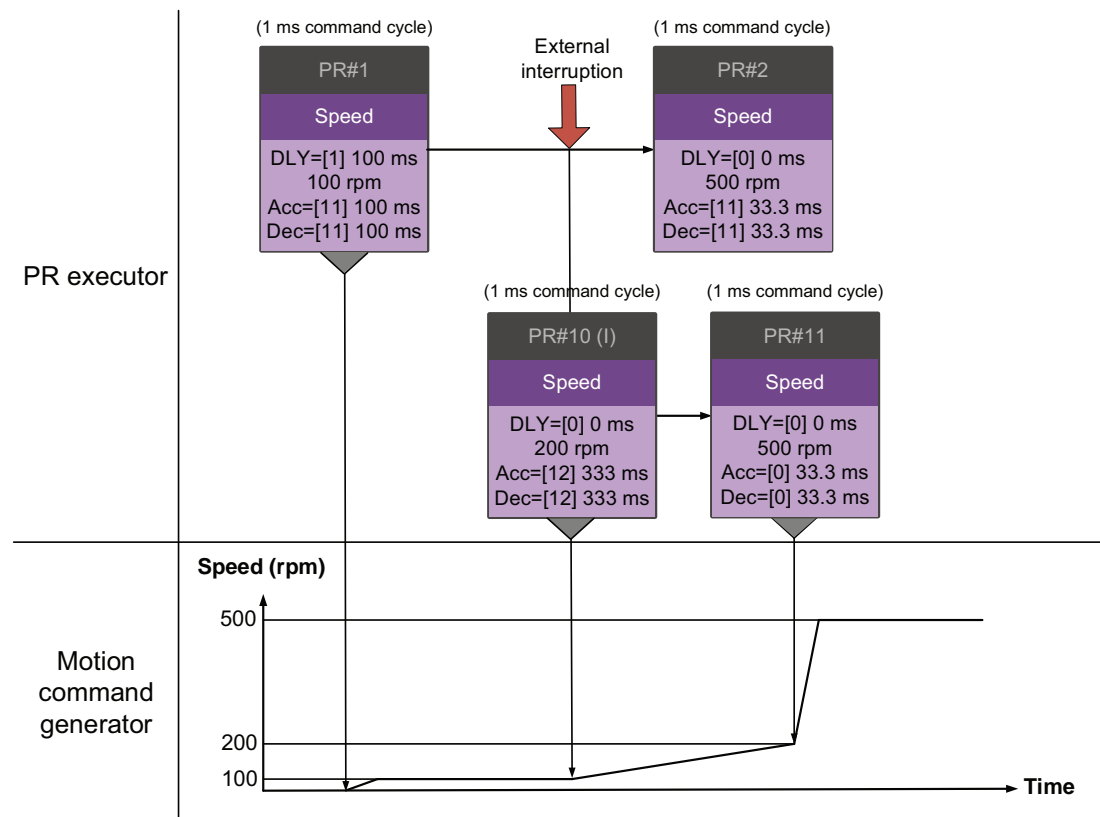 (1 ms command cycle)
PR#1
Speed
DLY=[1] 100 ms
100 rpm
Acc=[11] 100 ms
Dec=[11] 100 ms
External
interruption
(1 ms command cycle)
PR#2
Speed
DLY=[0] 0 ms
500 rpm
Acc=[11] 33.3 ms
Dec=[11] 33.3 ms
PR executor
(1 ms command cycle)
PR#10 (I)
Speed
DLY=[0] 0 ms
200 rpm
Acc=[12] 333 ms
Dec=[12] 333 ms
(1 ms command cycle)
PR#11
Speed
DLY=[0] 0 ms
500 rpm
Acc=[0] 33.3 ms
Dec=[0] 33.3 ms
Motion
command
generator
Speed (rpm)
500
200
100
Time